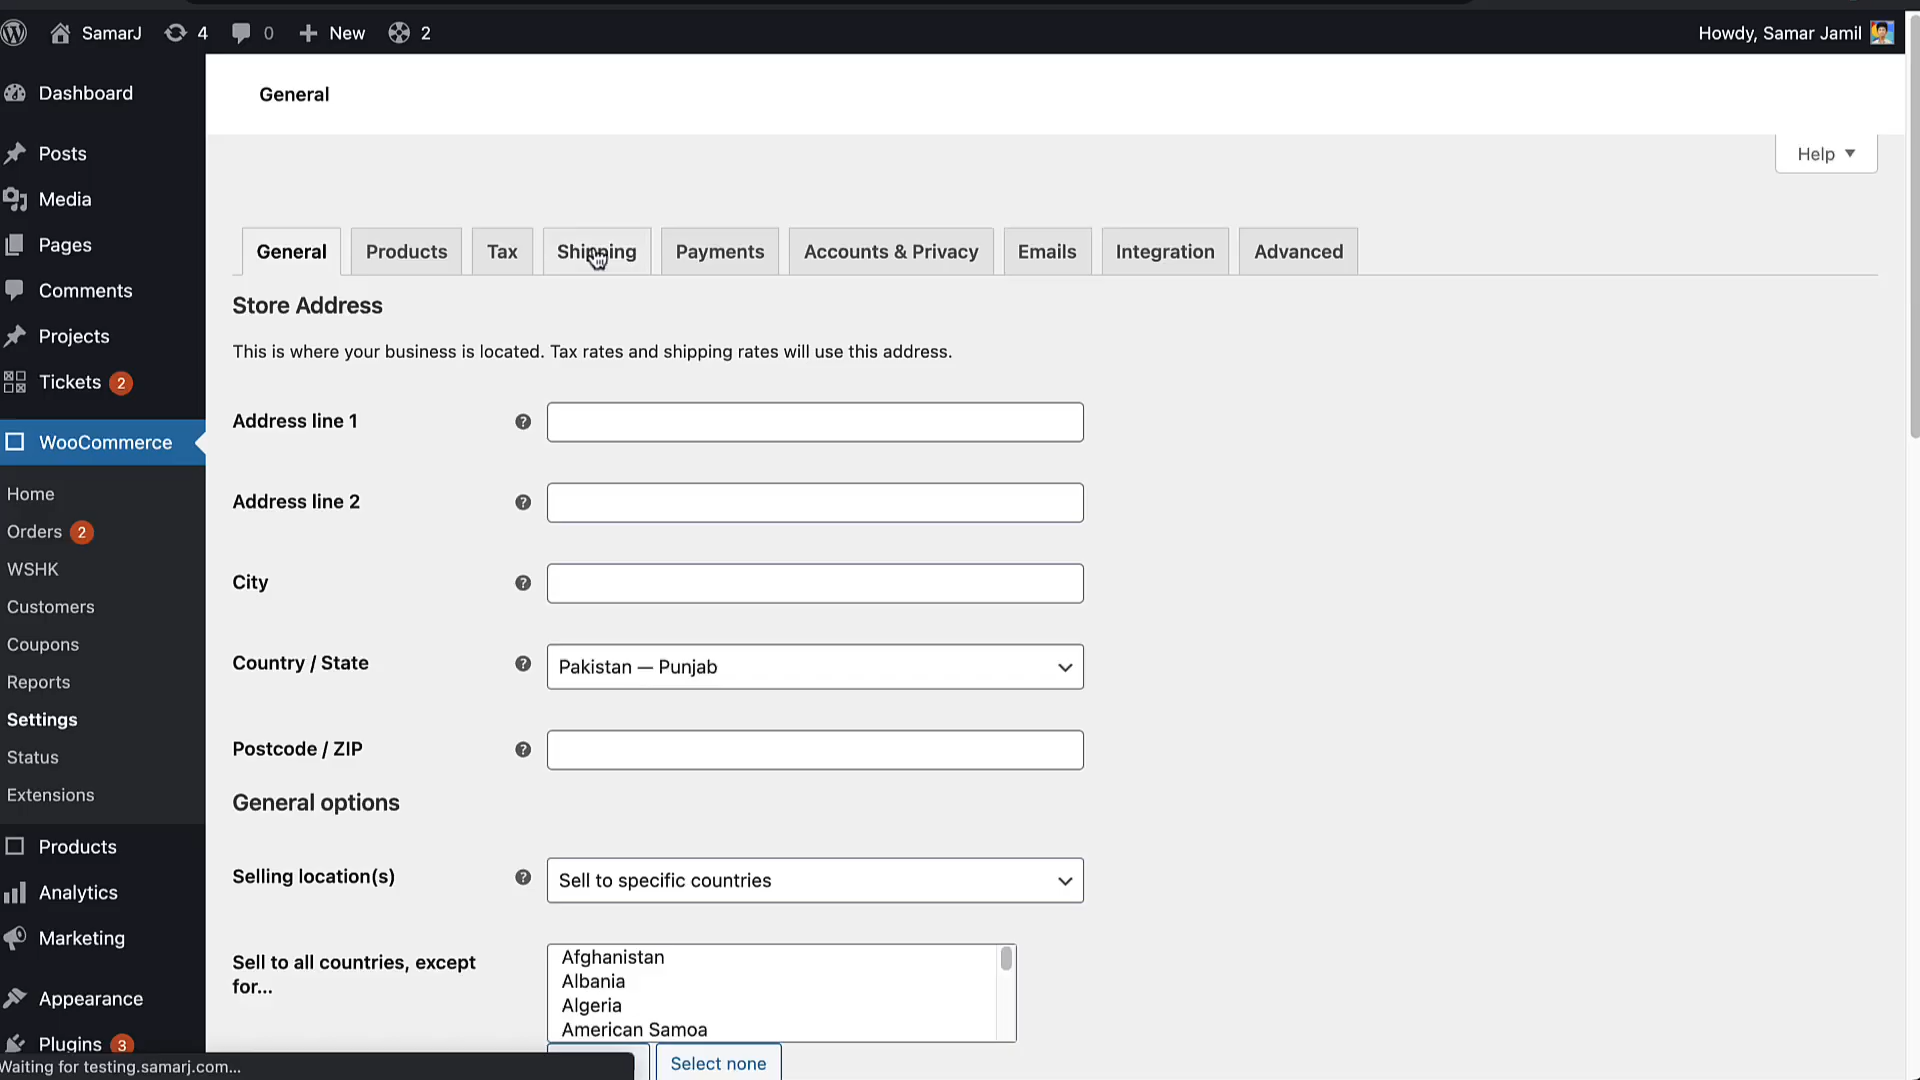 SamarJ
4
0
New
2
Howdy, Samar Jamil
Dashboard
Posts
Media
Pages
Comments
Projects
Tickets 2
WooCommerce
Home
Orders 2
WSHK
Customers
Coupons
Reports
Settings
Status
Extensions
Products
Analytics
Marketing
Appearance
Plugins 3
Waiting for testing.samarj.com...
General
Help
General
Products
Tax
Shipping
Payments
Accounts & Privacy
Emails
Integration
Advanced
Store Address
This is where your business is located. Tax rates and shipping rates will use this address.
Address line 1
Address line 2
City
Country / State
Pakistan — Punjab
Postcode / ZIP
General options
Selling location(s)
Sell to specific countries
Sell to all countries, except
for...
Afghanistan
Albania
Algeria
American Samoa
Select none